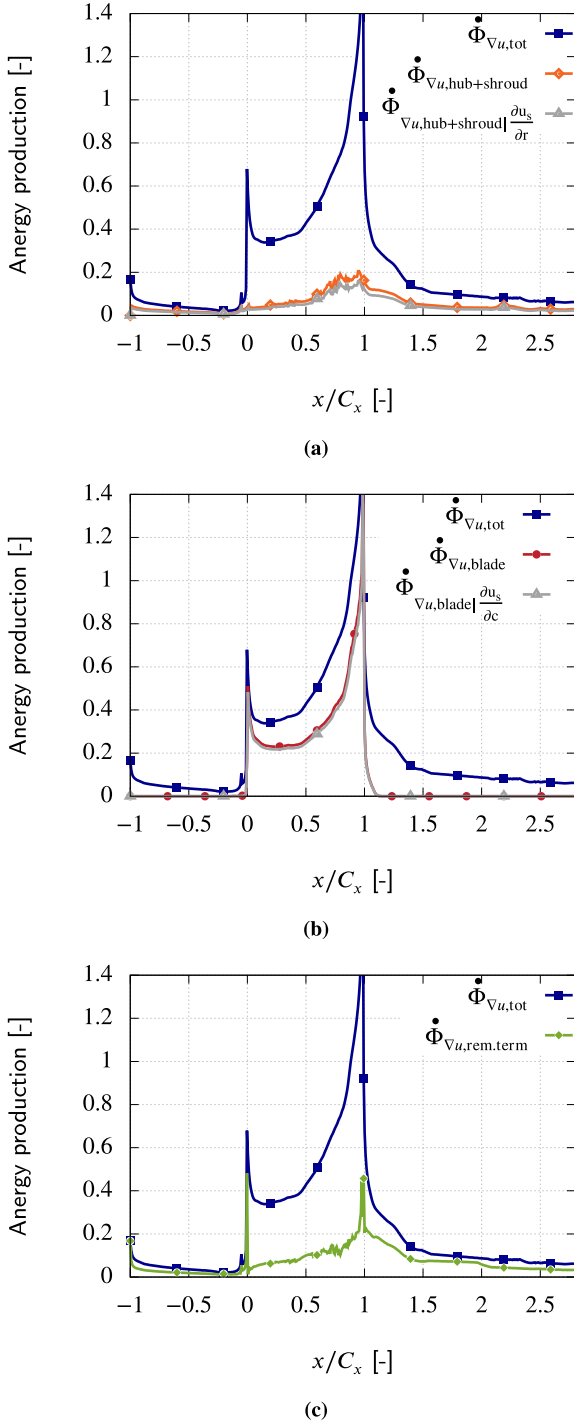 1.4
1.2
1
0.8
0.6
0.4
0.2
0
Anergy production [-]
Φ̇∇u,tot
Φ̇∇u,hub+shroud
Φ̇∇u,hub+shroud|∂u_s/∂r
−1 −0.5 0 0.5 1 1.5 2 2.5
x/C_x [-]
(a)
1.4
1.2
1
0.8
0.6
0.4
0.2
0
Anergy production [-]
Φ̇∇u,tot
Φ̇∇u,blade
Φ̇∇u,blade|∂u_s/∂c
−1 −0.5 0 0.5 1 1.5 2 2.5
x/C_x [-]
(b)
1.4
1.2
1
0.8
0.6
0.4
0.2
0
Anergy production [-]
Φ̇∇u,tot
Φ̇∇u,rem.term
−1 −0.5 0 0.5 1 1.5 2 2.5
x/C_x [-]
(c)